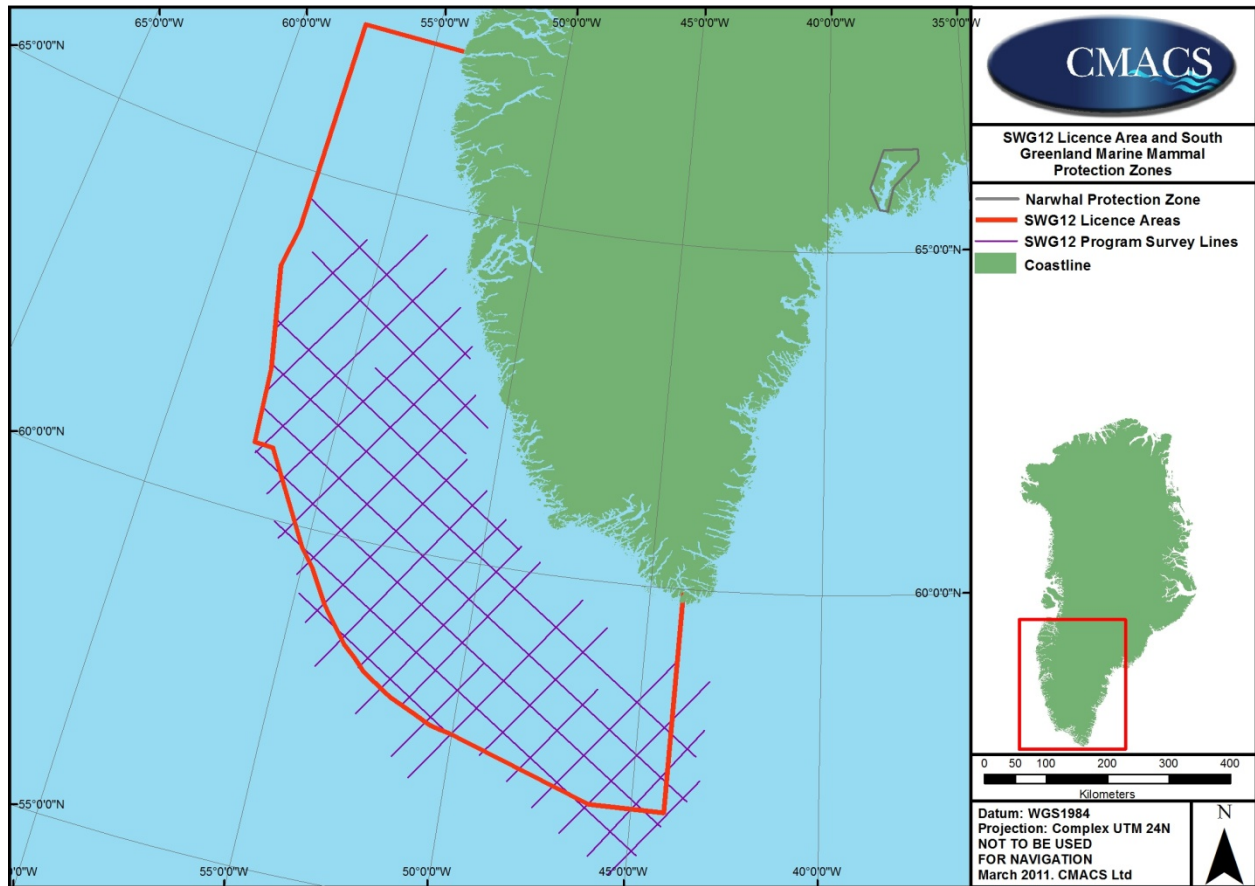 65°0'0"W
60°0'0"W
55°0'0"W
50°0'0"W
45°0'0"W
40°0'0"W
35°0'0"W
65°0'0"N
65°0'0"N
60°0'0"N
60°0'0"N
55°0'0"N
0°0'0"W
55°0'0"W
50°0'0"W
45°0'0"W
40°0'0"W
CMACS
SWG12 Licence Area and South
Greenland Marine Mammal
Protection Zones
Narwhal Protection Zone
SWG12 Licence Areas
SWG12 Program Survey Lines
Coastline
0 50 100 200 300 400
Kilometers
Datum: WGS1984
Projection: Complex UTM 24N
NOT TO BE USED
FOR NAVIGATION
March 2011. CMACS Ltd
N